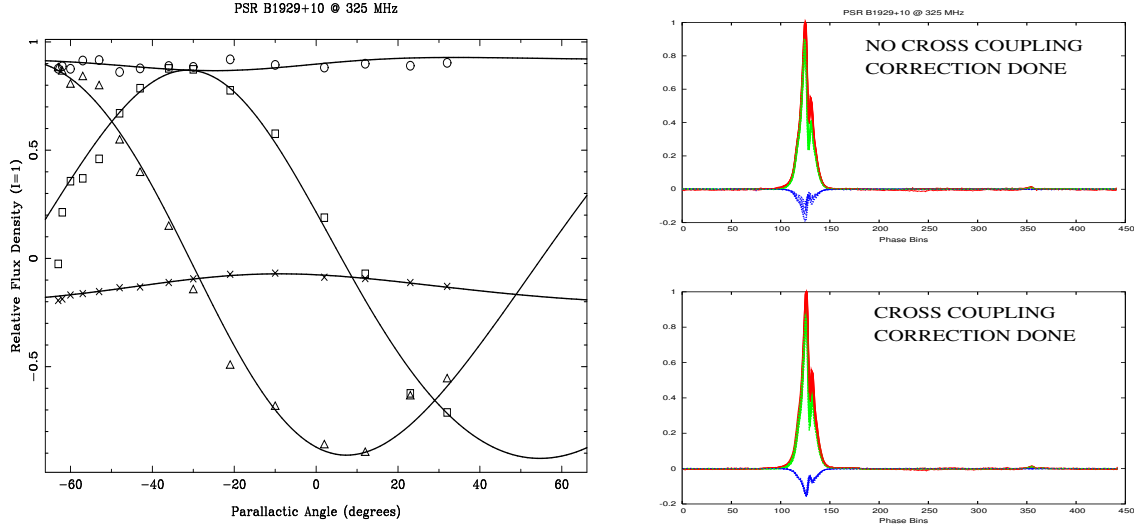 PSR B1929+10 @ 325 MHz
1
0.5
0
−0.5
Relative Flux Density (I=1)
−60 −40 −20 0 20 40 60
Parallactic Angle (degrees)
PSR B1929+10 @ 325 MHz
NO CROSS COUPLING
CORRECTION DONE
1
0.8
0.6
0.4
0.2
0
-0.2
0 50 100 150 200 250 300 350 400 450
Phase Bins
CROSS COUPLING
CORRECTION DONE
1
0.8
0.6
0.4
0.2
0
-0.2
0 50 100 150 200 250 300 350 400 450
Phase Bins